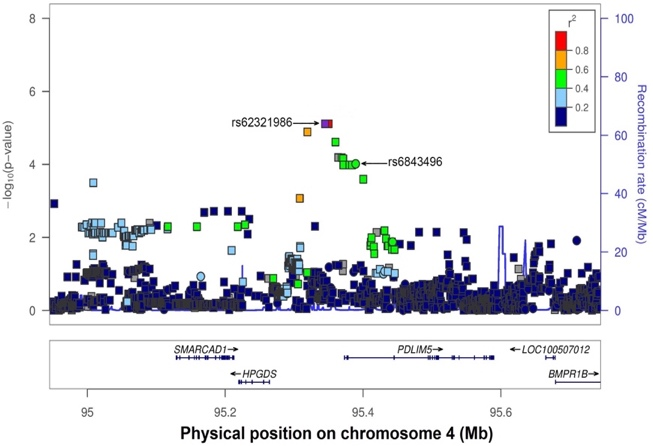 8
6
4
2
0
−log10(p-value)
100
80
60
40
20
0
Recombination rate (cM/Mb)
r2
0.8
0.6
0.4
0.2
rs62321986
rs6843496
SMARCAD1
PDLIM5
LOC100507012
HPGDS
BMPR1B
95
95.2
95.4
95.6
Physical position on chromosome 4 (Mb)